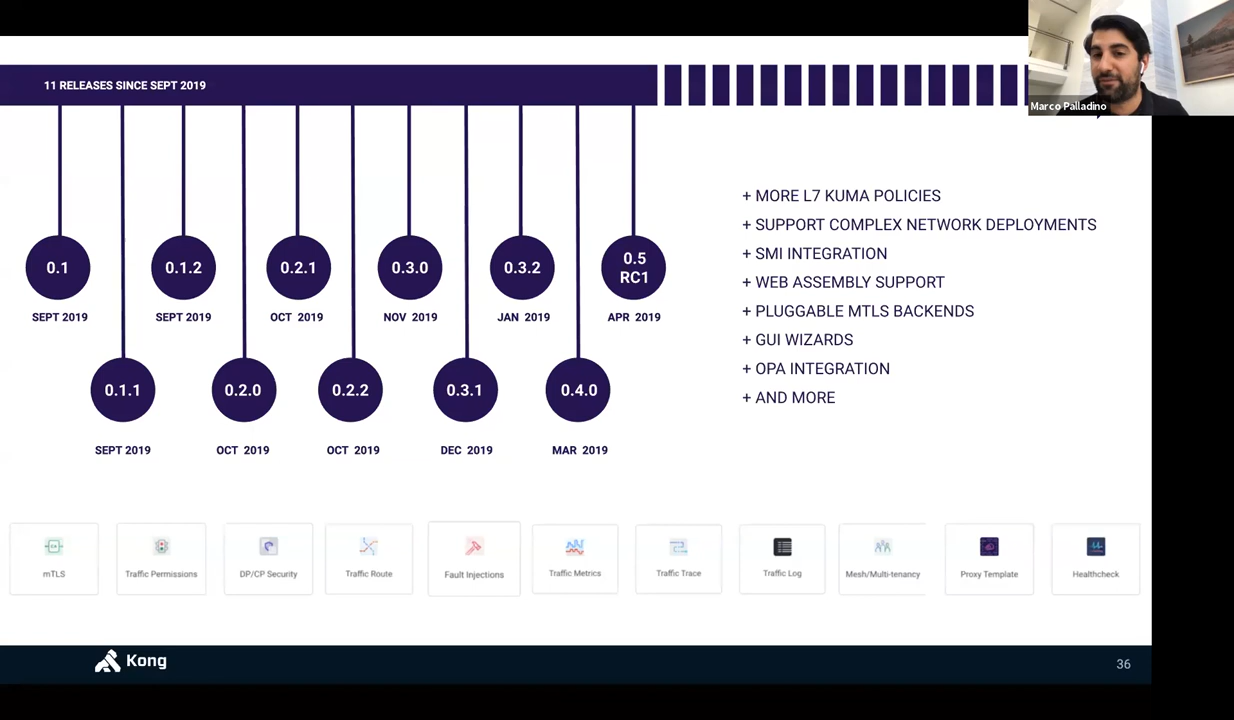 11 RELEASES SINCE SEPT 2019
Marco Palladino
0.1
0.1.2
0.2.1
0.3.0
0.3.2
0.5
RC1
SEPT 2019
SEPT 2019
OCT 2019
NOV 2019
JAN 2019
APR 2019
0.1.1
0.2.0
0.2.2
0.3.1
0.4.0
SEPT 2019
OCT 2019
OCT 2019
DEC 2019
MAR 2019
+ MORE L7 KUMA POLICIES
+ SUPPORT COMPLEX NETWORK DEPLOYMENTS
+ SMI INTEGRATION
+ WEB ASSEMBLY SUPPORT
+ PLUGGABLE MTLS BACKENDS
+ GUI WIZARDS
+ OPA INTEGRATION
+ AND MORE
mTLS
Traffic Permissions
DP/CP Security
Traffic Route
Fault Injections
Traffic Metrics
Traffic Trace
Traffic Log
Mesh/Multi-tenancy
Proxy Template
Healthcheck
Kong
36